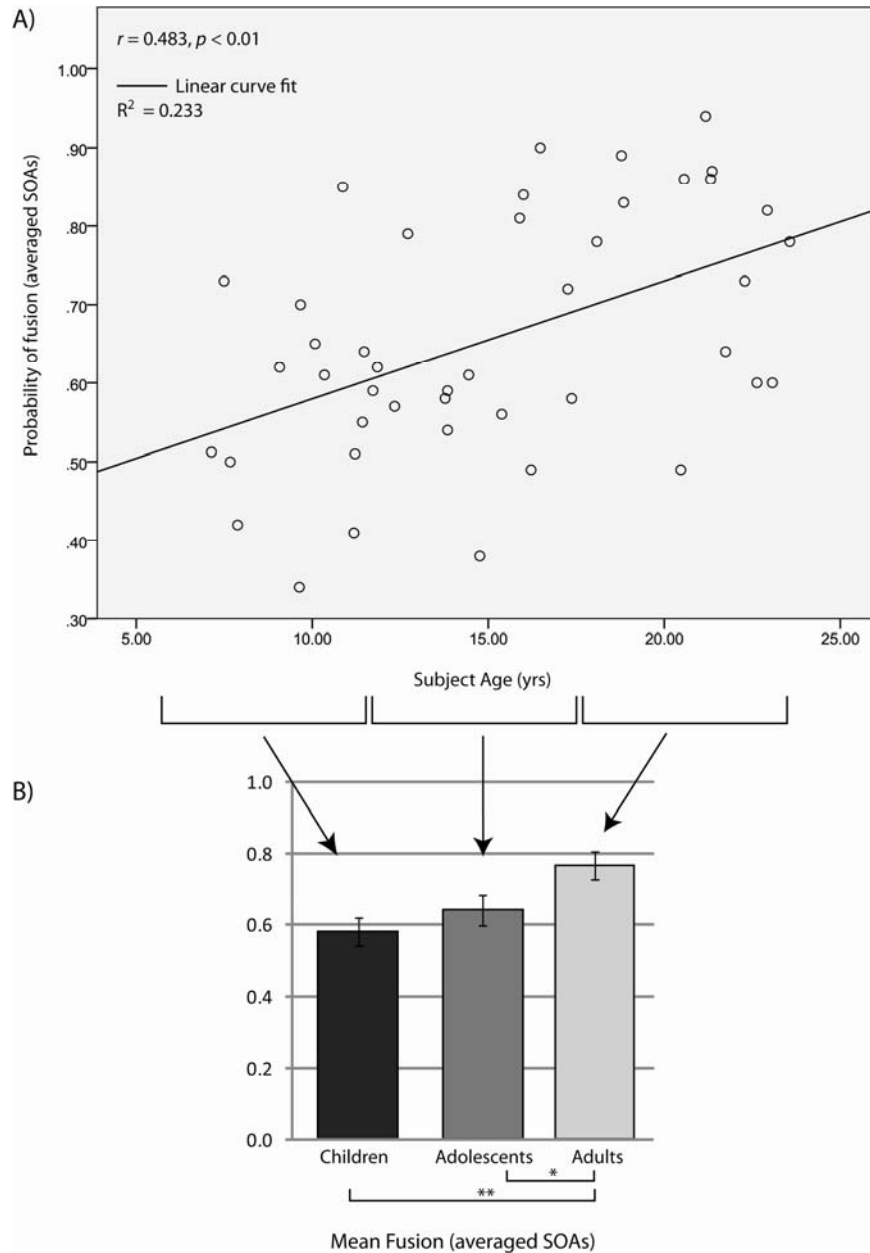 A)
r = 0.483, p < 0.01
Linear curve fit
R² = 0.233
Probability of fusion (averaged SOAs)
1.00
.90
.80
.70
.60
.50
.40
.30
5.00 10.00 15.00 20.00 25.00
Subject Age (yrs)
B)
1.0
0.8
0.6
0.4
0.2
0.0
Children Adolescents Adults
*
**
Mean Fusion (averaged SOAs)